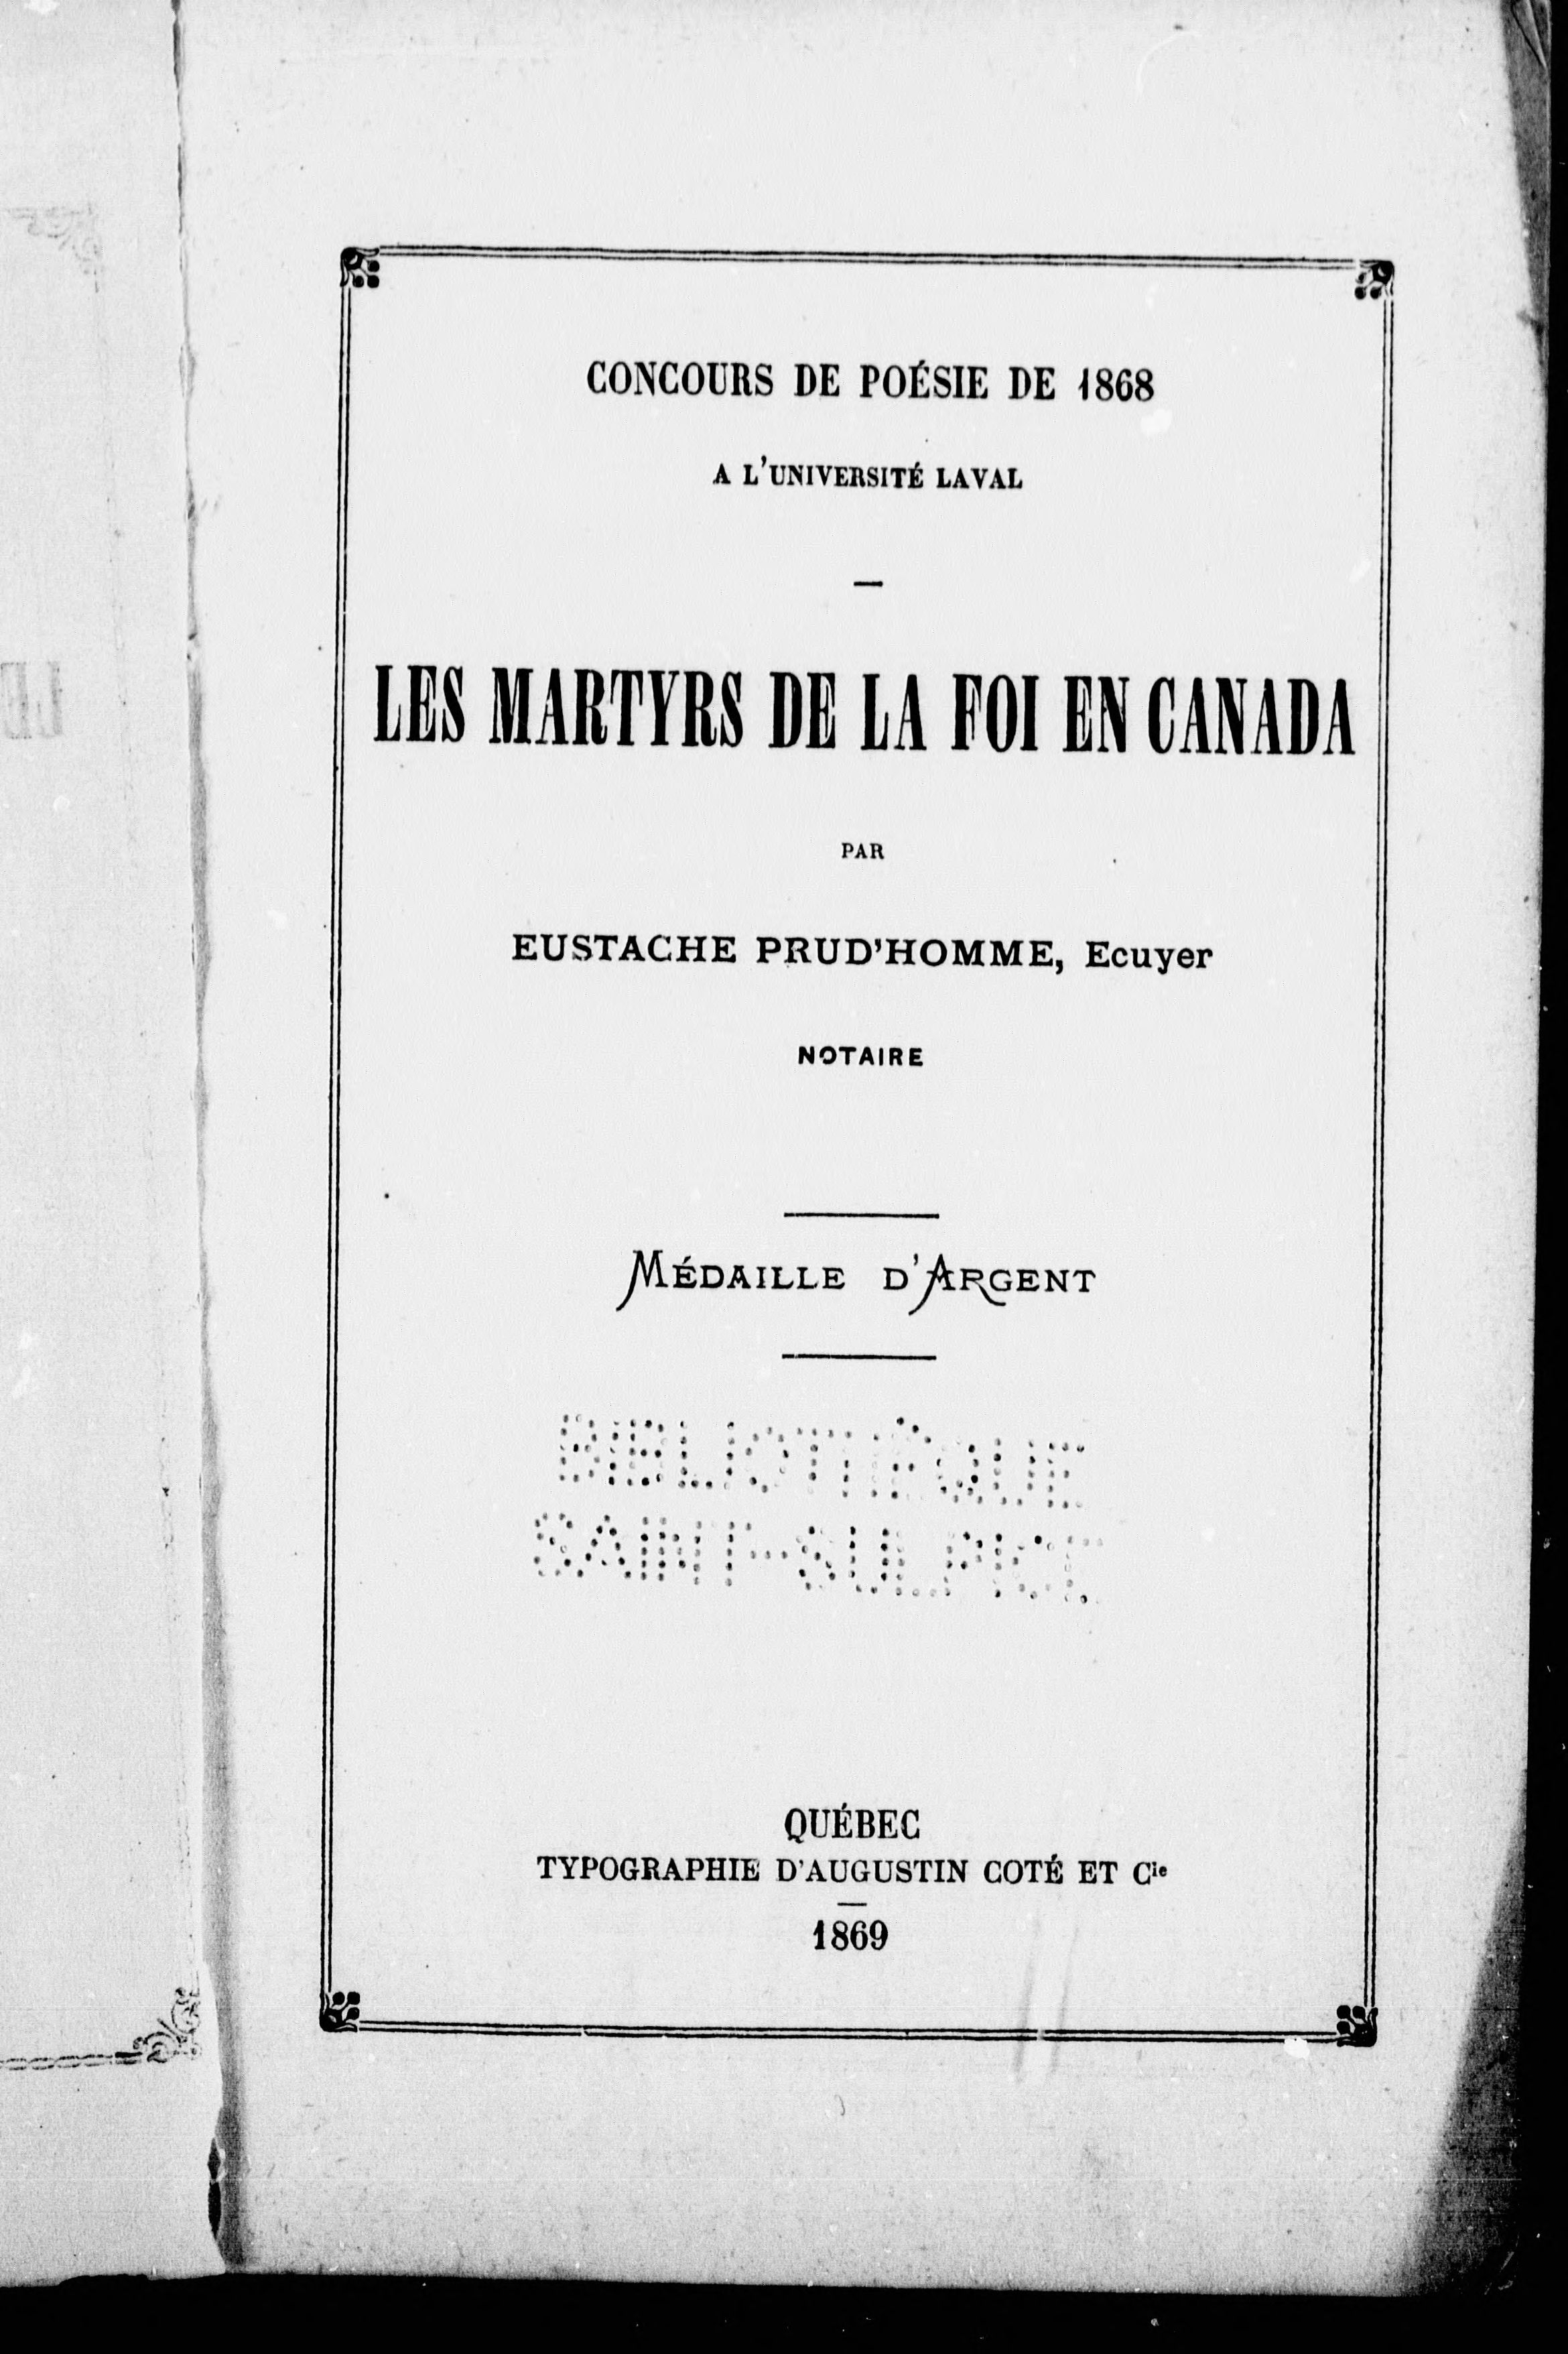 CONCOURS DE POÉSIE DE 1868
A L'UNIVERSITÉ LAVAL
—
LES MARTYRS DE LA FOI EN CANADA
PAR
EUSTACHE PRUD'HOMME, Ecuyer
NOTAIRE
MÉDAILLE D'ARGENT
BIBLIOTHÈQUE
SAINT-SULPICE
QUÉBEC
TYPOGRAPHIE D'AUGUSTIN COTÉ ET Cie
1869